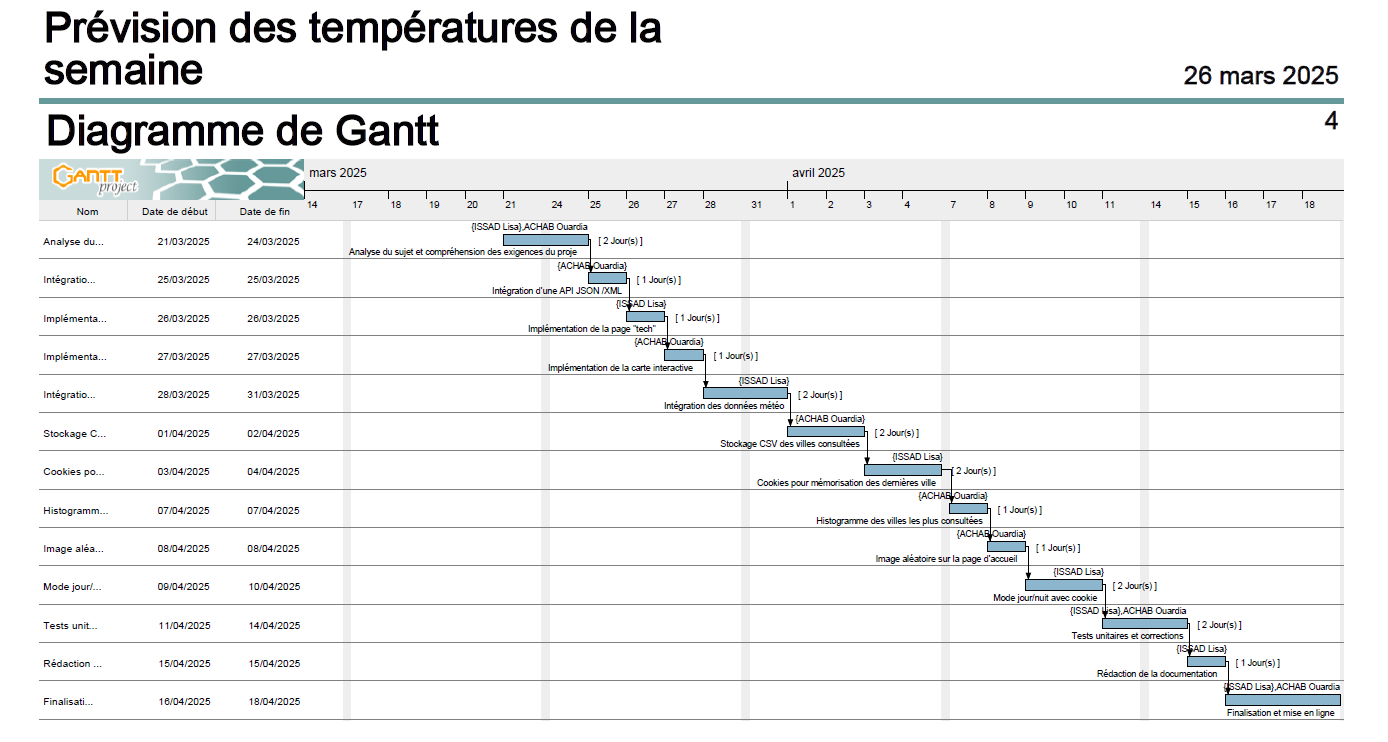 Prévision des températures de la
semaine
26 mars 2025
Diagramme de Gantt
4
GANTT project
mars 2025
avril 2025
14 17 18 19 20 21 24 25 26 27 28 31 1 2 3 4 7 8 9 10 11 14 15 16 17 18
Nom Date de début Date de fin
{ISSAD Lisa},ACHAB Ouardia
Analyse du... 21/03/2025 24/03/2025 [ 2 Jour(s) ]
Analyse du sujet et compréhension des exigences du proje
{ACHAB Ouardia}
Intégratio... 25/03/2025 25/03/2025 [ 1 Jour(s) ]
Intégration d'une API JSON /XML
{ISSAD Lisa}
Implémenta... 26/03/2025 26/03/2025 [ 1 Jour(s) ]
Implémentation de la page "tech"
{ACHAB Ouardia}
Implémenta... 27/03/2025 27/03/2025 [ 1 Jour(s) ]
Implémentation de la carte interactive
{ISSAD Lisa}
Intégratio... 28/03/2025 31/03/2025 [ 2 Jour(s) ]
Intégration des données météo
{ACHAB Ouardia}
Stockage C... 01/04/2025 02/04/2025 [ 2 Jour(s) ]
Stockage CSV des villes consultées
{ISSAD Lisa}
Cookies po... 03/04/2025 04/04/2025 [ 2 Jour(s) ]
Cookies pour mémorisation des dernières ville
{ACHAB Ouardia}
Histogramm... 07/04/2025 07/04/2025 [ 1 Jour(s) ]
Histogramme des villes les plus consultées
{ACHAB Ouardia}
Image aléa... 08/04/2025 08/04/2025 [ 1 Jour(s) ]
Image aléatoire sur la page d'accueil
{ISSAD Lisa}
Mode jour/... 09/04/2025 10/04/2025 [ 2 Jour(s) ]
Mode jour/nuit avec cookie
{ISSAD Lisa},ACHAB Ouardia
Tests unit... 11/04/2025 14/04/2025 [ 2 Jour(s) ]
Tests unitaires et corrections
{ISSAD Lisa}
Rédaction ... 15/04/2025 15/04/2025 [ 1 Jour(s) ]
Rédaction de la documentation
{ISSAD Lisa},ACHAB Ouardia
Finalisati... 16/04/2025 18/04/2025
Finalisation et mise en ligne